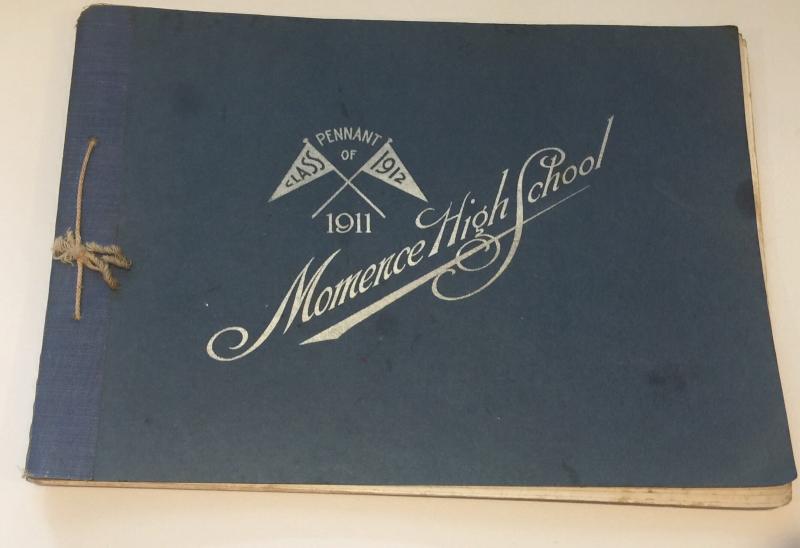 PENNANT
CLASS OF 1912
1911
Momence High School